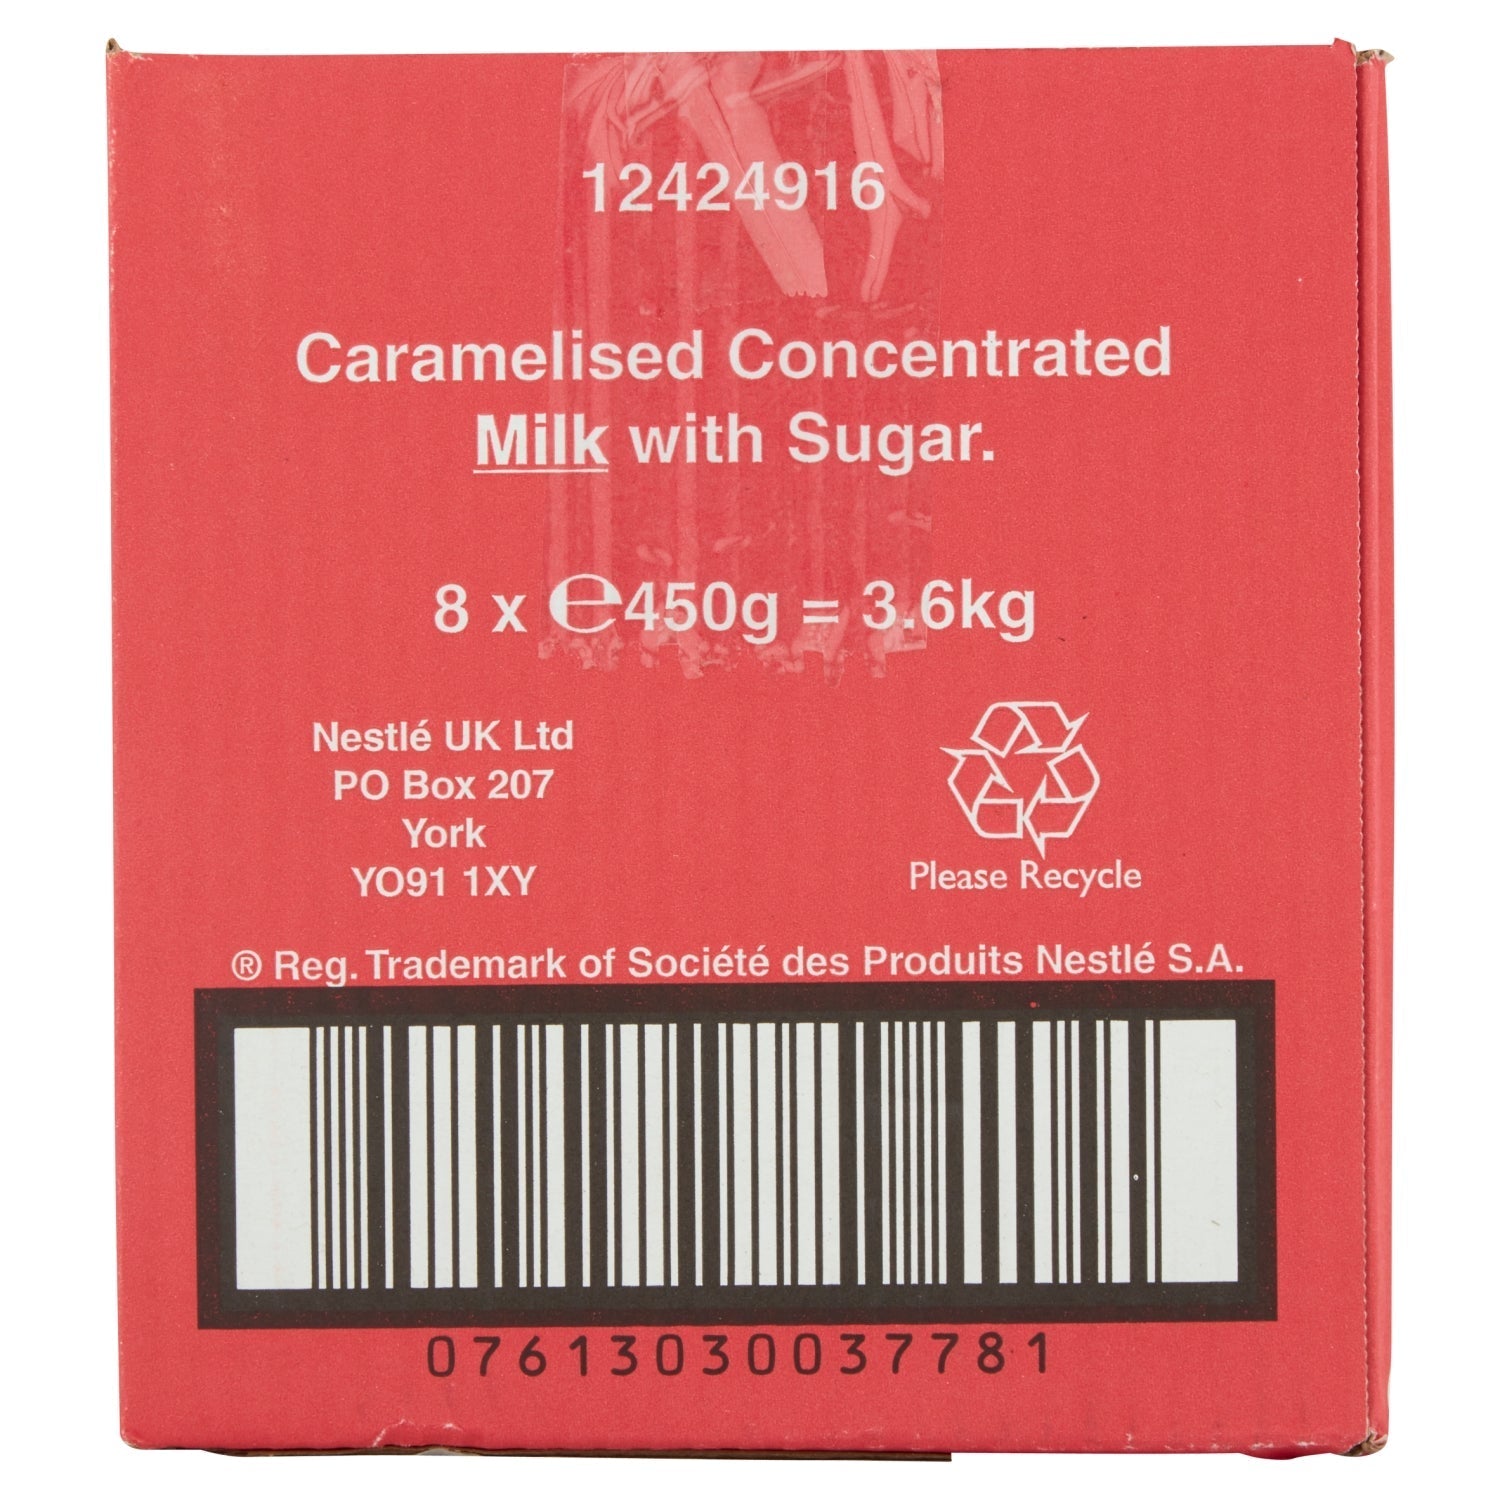 12424916
Caramelised Concentrated
Milk with Sugar.
8 x ℮450g = 3.6kg
Nestlé UK Ltd
PO Box 207
York
YO91 1XY
Please Recycle
® Reg. Trademark of Société des Produits Nestlé S.A.
07613030037781